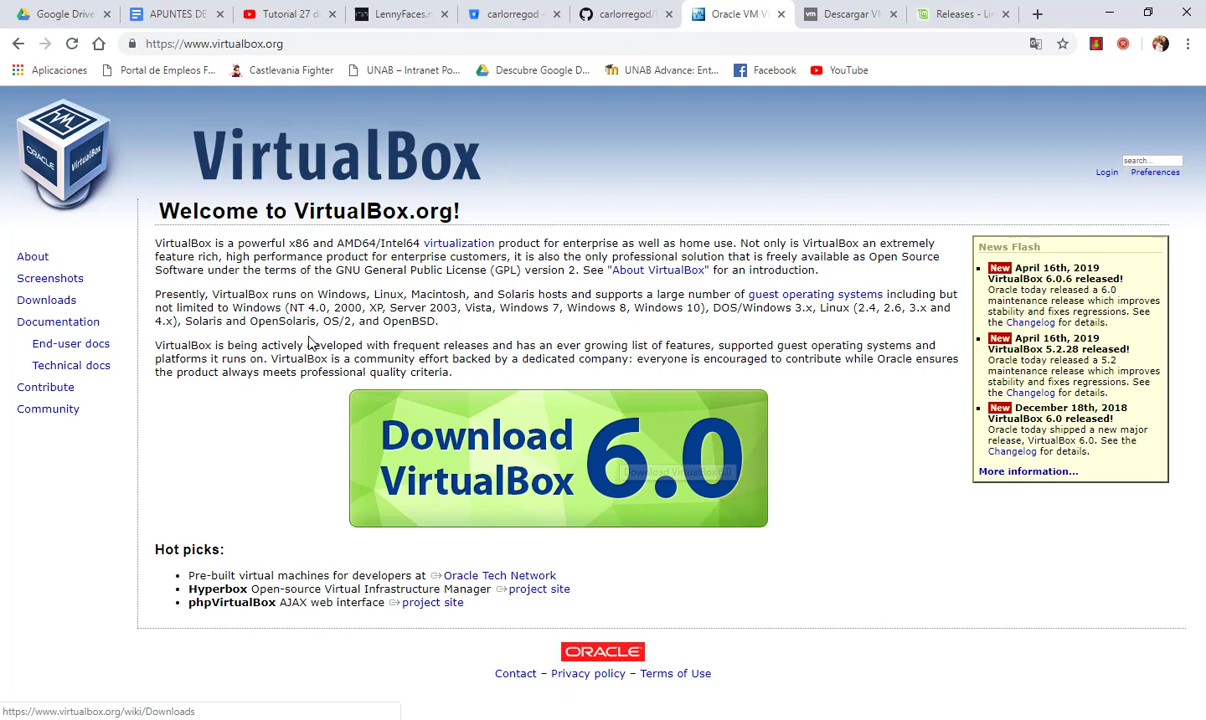 Google Drive
APUNTES DE
Tutorial 27 d
LennyFaces.n
carlorregod
carlorregod/
Oracle VM Vi
Descargar VM
Releases - Li
https://www.virtualbox.org
Aplicaciones
Portal de Empleos F...
Castlevania Fighter
UNAB – Intranet Po...
Descubre Google D...
UNAB Advance: Ent...
Facebook
YouTube
ORACLE
VirtualBox
VirtualBox
search...
Login
Preferences
Welcome to VirtualBox.org!
About
Screenshots
Downloads
Documentation
End-user docs
Technical docs
Contribute
Community
VirtualBox is a powerful x86 and AMD64/Intel64 virtualization product for enterprise as well as home use. Not only is VirtualBox an extremely
feature rich, high performance product for enterprise customers, it is also the only professional solution that is freely available as Open Source
Software under the terms of the GNU General Public License (GPL) version 2. See "About VirtualBox" for an introduction.
Presently, VirtualBox runs on Windows, Linux, Macintosh, and Solaris hosts and supports a large number of guest operating systems including but
not limited to Windows (NT 4.0, 2000, XP, Server 2003, Vista, Windows 7, Windows 8, Windows 10), DOS/Windows 3.x, Linux (2.4, 2.6, 3.x and
4.x), Solaris and OpenSolaris, OS/2, and OpenBSD.
VirtualBox is being actively developed with frequent releases and has an ever growing list of features, supported guest operating systems and
platforms it runs on. VirtualBox is a community effort backed by a dedicated company: everyone is encouraged to contribute while Oracle ensures
the product always meets professional quality criteria.
Download
VirtualBox
6.0
Download VirtualBox 6.0
News Flash
New April 16th, 2019
VirtualBox 6.0.6 released!
Oracle today released a 6.0
maintenance release which improves
stability and fixes regressions. See
the Changelog for details.
New April 16th, 2019
VirtualBox 5.2.28 released!
Oracle today released a 5.2
maintenance release which improves
stability and fixes regressions. See
the Changelog for details.
New December 18th, 2018
VirtualBox 6.0 released!
Oracle today shipped a new major
release, VirtualBox 6.0. See the
Changelog for details.
More information...
Hot picks:
Pre-built virtual machines for developers at Oracle Tech Network
Hyperbox Open-source Virtual Infrastructure Manager project site
phpVirtualBox AJAX web interface project site
ORACLE
Contact – Privacy policy – Terms of Use
https://www.virtualbox.org/wiki/Downloads